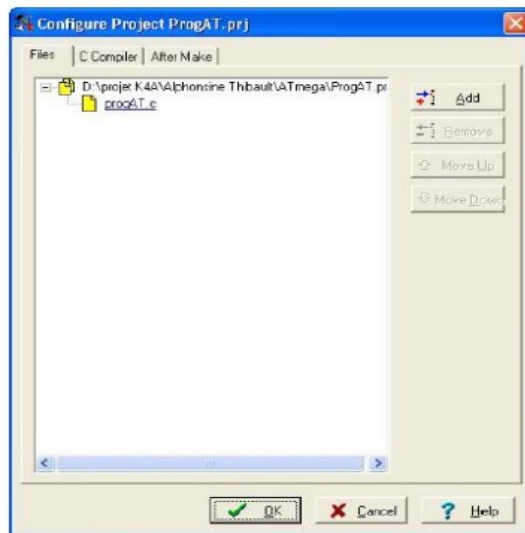 Configure Project ProgAT.prj
Files
C Compiler
After Make
D:\projet K4A\Alphonsine Thibault\ATmega\ProgAT.pr
progAT.c
Add
Remove
Move Up
Move Down
OK
Cancel
Help